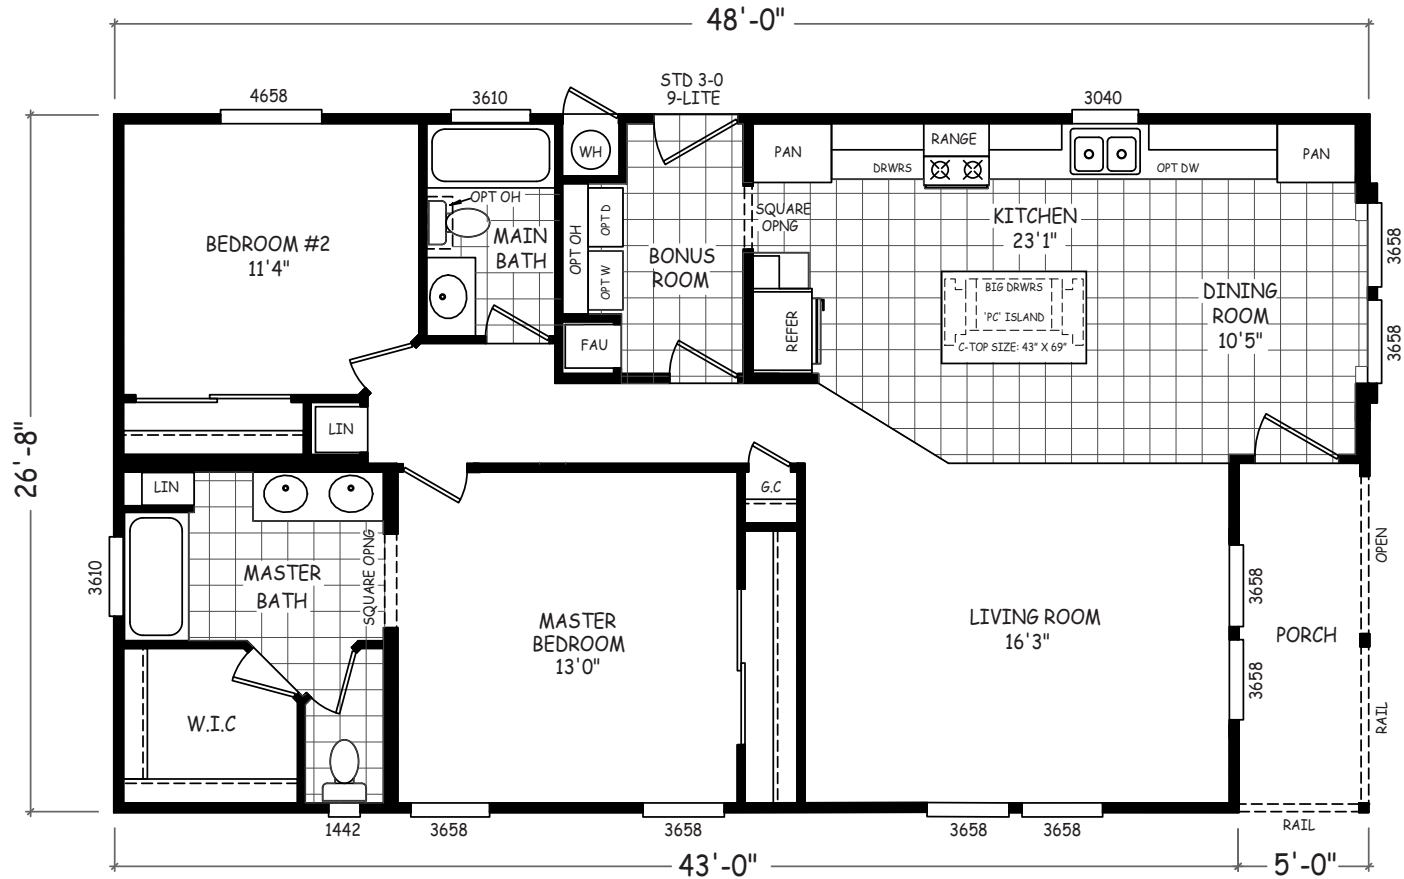 48'-0"
STD 3-0
9-LITE
4658
3610
3040
WH
PAN
RANGE
DRWRS
OPT DW
PAN
OPT OH
SQUARE
OPNG
KITCHEN
23'1"
3658
BEDROOM #2
11'4"
MAIN
BATH
OPT OH
OPT D
OPT W
BONUS
ROOM
BIG DRWRS
'PC' ISLAND
C-TOP SIZE: 43" X 69"
DINING
ROOM
10'5"
3658
REFER
FAU
LIN
26'-8"
LIN
G.C
SQUARE OPNG
3610
MASTER
BATH
MASTER
BEDROOM
13'0"
LIVING ROOM
16'3"
3658
3658
PORCH
OPEN
RAIL
W.I.C
1442
3658
3658
3658
3658
RAIL
43'-0"
5'-0"